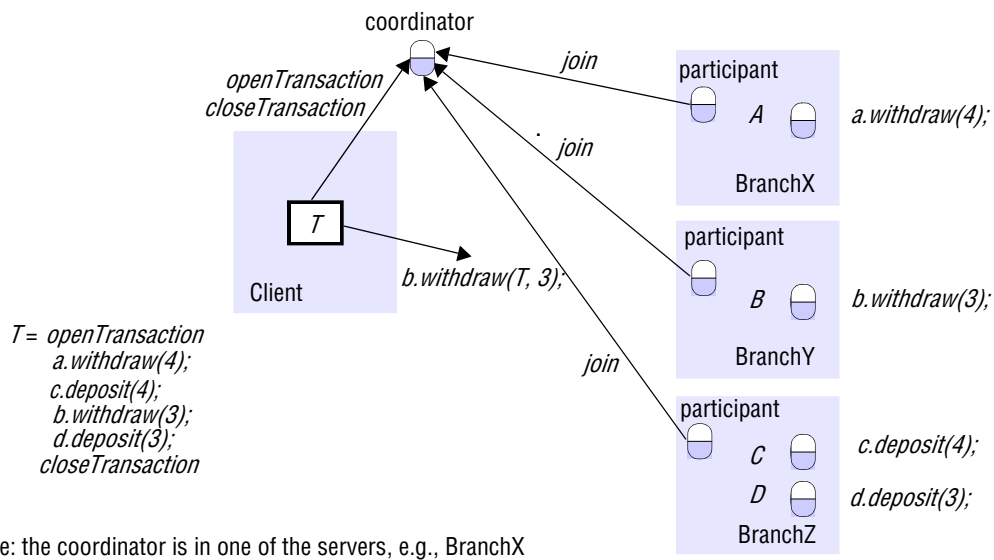 coordinator
join
openTransaction
closeTransaction
participant
A
a.withdraw(4);
BranchX
join
T
Client
b.withdraw(T, 3);
participant
B
b.withdraw(3);
BranchY
join
T = openTransaction
a.withdraw(4);
c.deposit(4);
b.withdraw(3);
d.deposit(3);
closeTransaction
participant
C
c.deposit(4);
D
d.deposit(3);
BranchZ
e: the coordinator is in one of the servers, e.g., BranchX